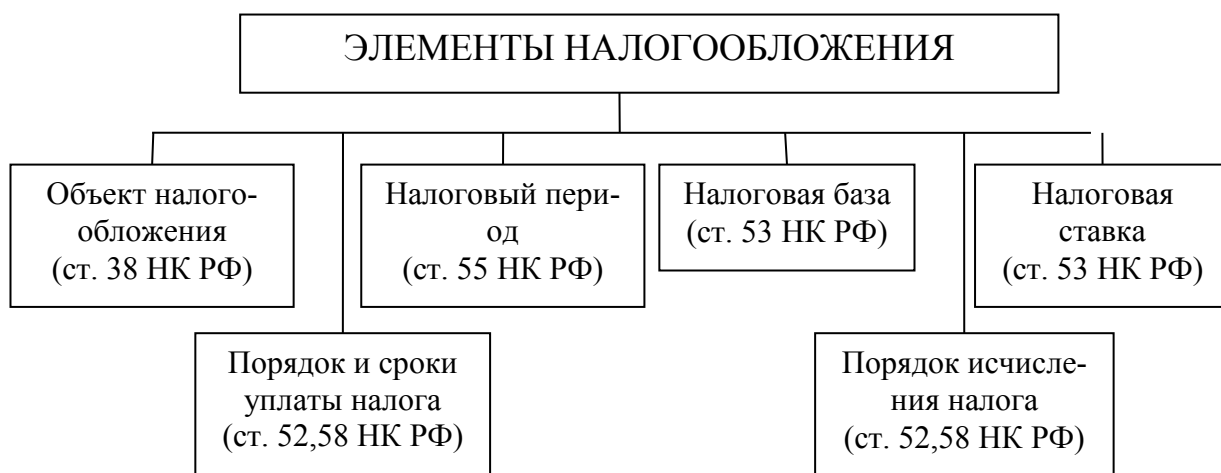 ЭЛЕМЕНТЫ НАЛОГООБЛОЖЕНИЯ
Объект налого-
обложения
(ст. 38 НК РФ)
Налоговый пери-
од
(ст. 55 НК РФ)
Налоговая база
(ст. 53 НК РФ)
Налоговая
ставка
(ст. 53 НК РФ)
Порядок и сроки
уплаты налога
(ст. 52,58 НК РФ)
Порядок исчисле-
ния налога
(ст. 52,58 НК РФ)